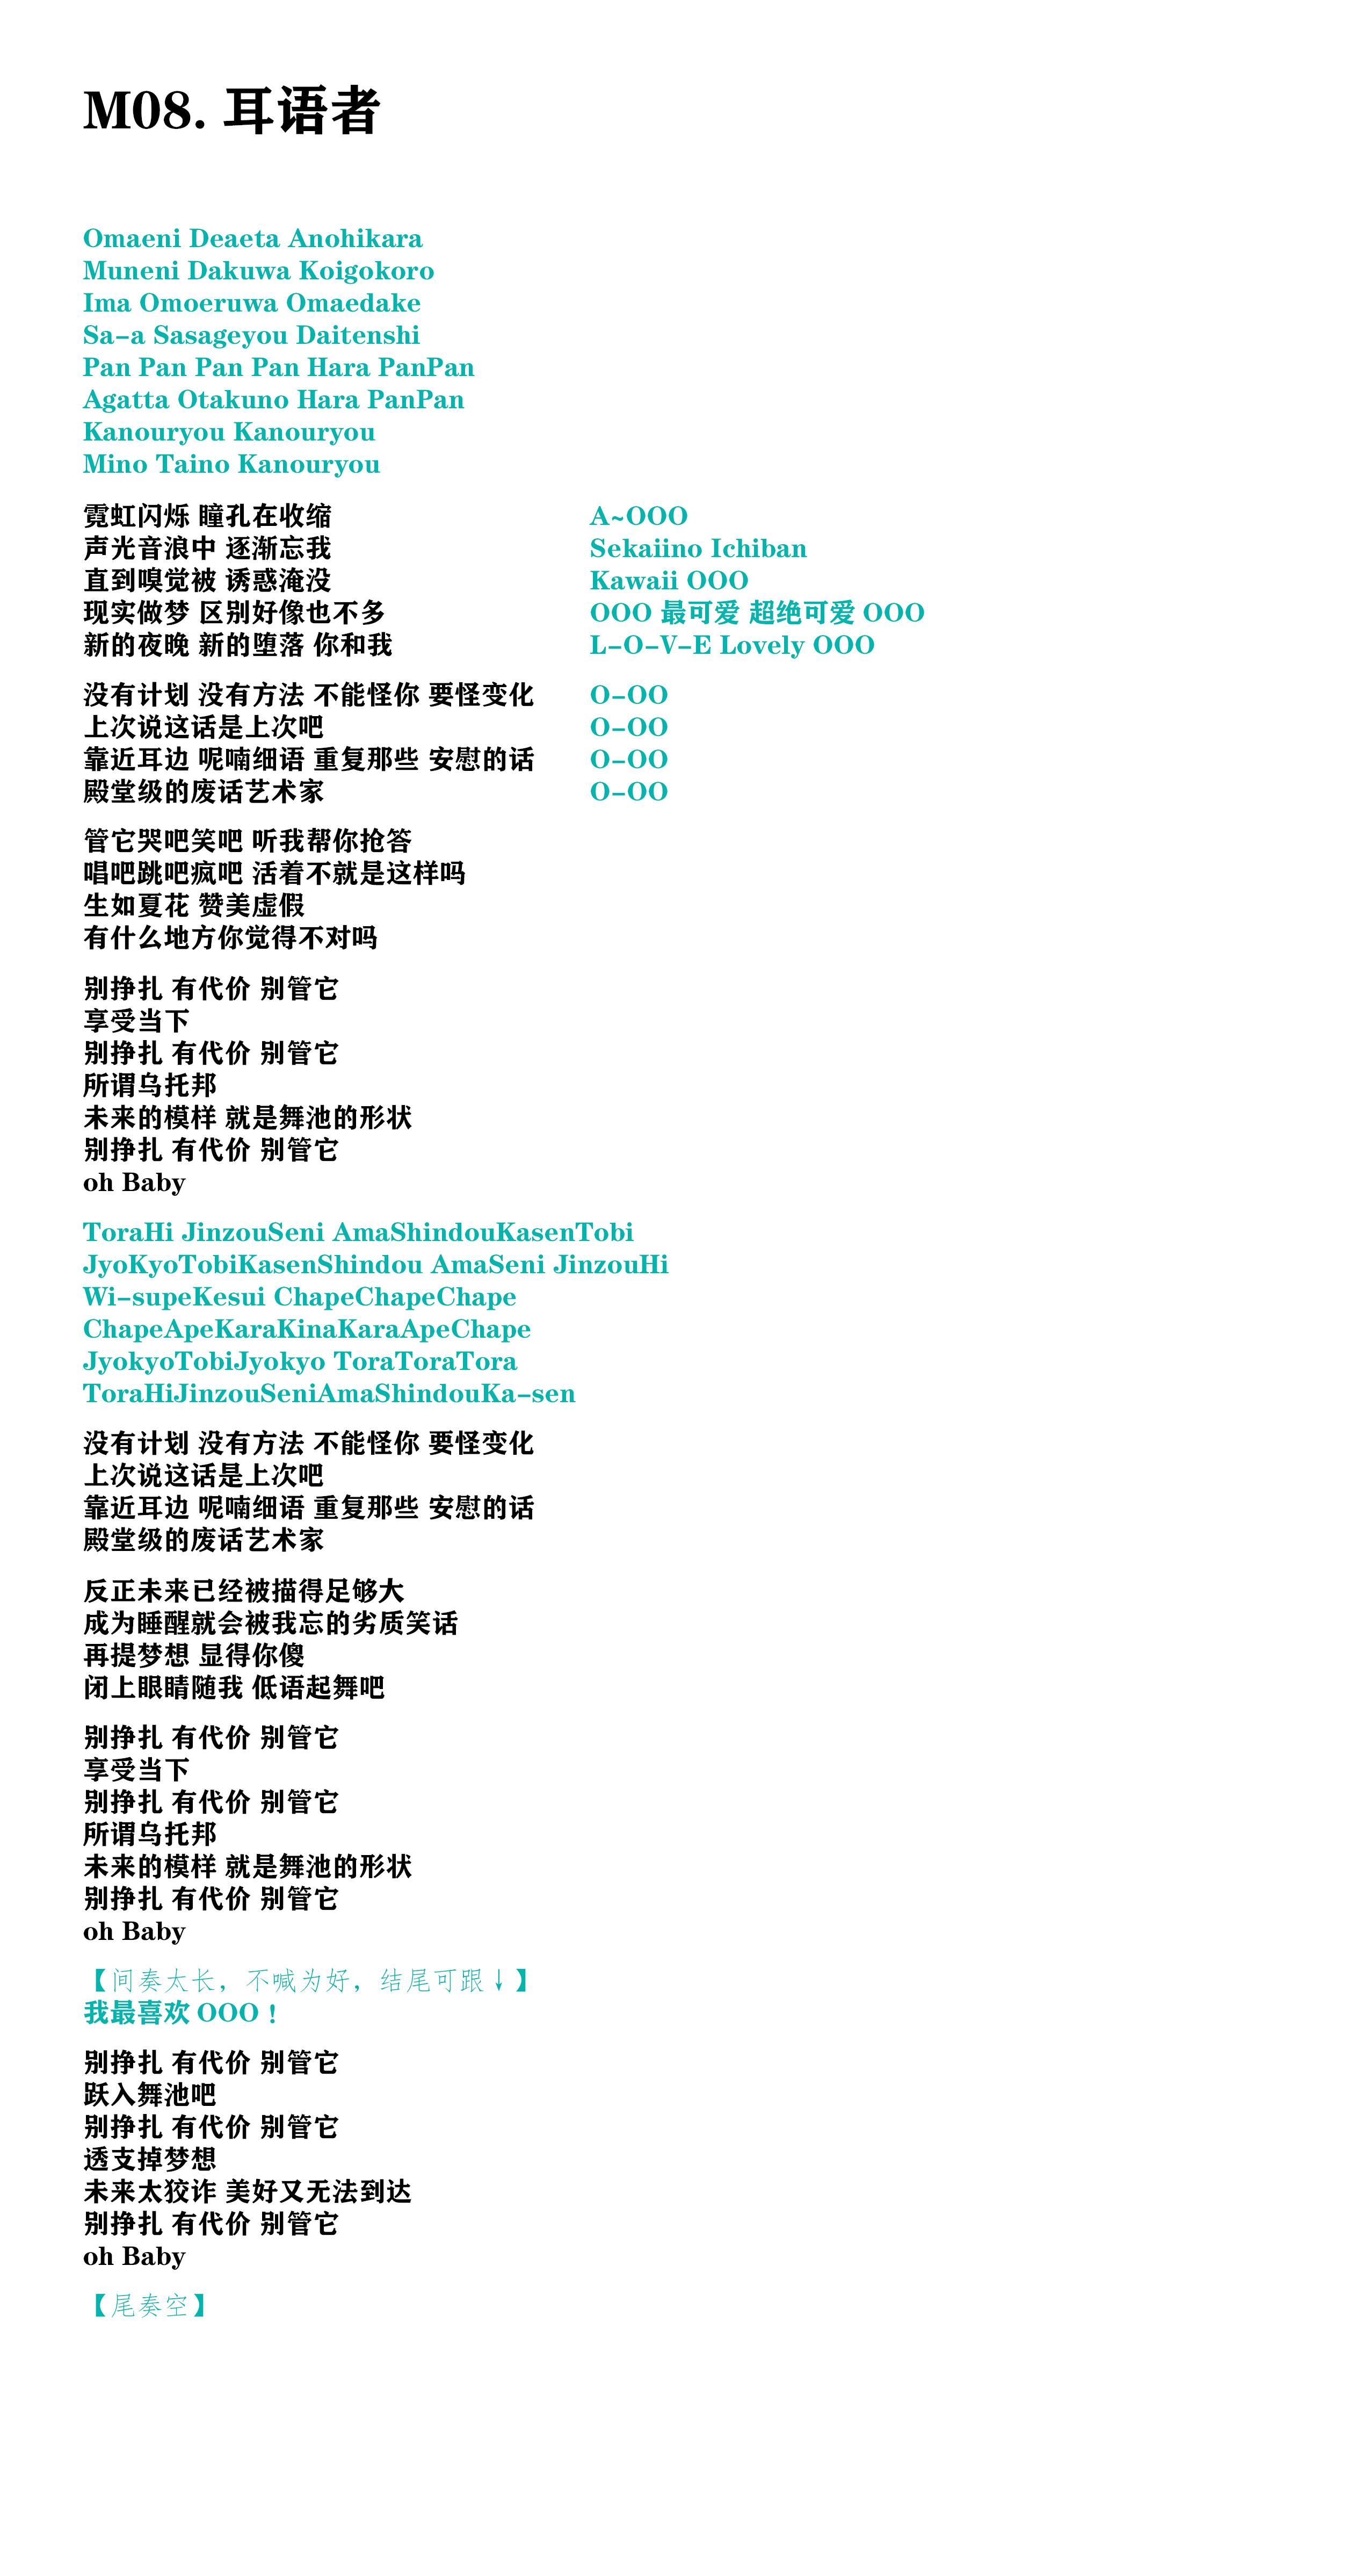 M08. 耳语者
Omaeni Deaeta Anohikara
Muneni Dakuwa Koigokoro
Ima Omoeruwa Omaedake
Sa-a Sasageyou Daitenshi
Pan Pan Pan Pan Hara PanPan
Agatta Otakuno Hara PanPan
Kanouryou Kanouryou
Mino Taino Kanouryou
霓虹闪烁 瞳孔在收缩 A~OOO
声光音浪中 逐渐忘我 Sekaiino Ichiban
直到嗅觉被 诱惑淹没 Kawaii OOO
现实做梦 区别好像也不多 OOO 最可爱 超绝可爱 OOO
新的夜晚 新的堕落 你和我 L-O-V-E Lovely OOO
没有计划 没有方法 不能怪你 要怪变化 O-OO
上次说这话是上次吧 O-OO
靠近耳边 呢喃细语 重复那些 安慰的话 O-OO
殿堂级的废话艺术家 O-OO
管它哭吧笑吧 听我帮你抢答
唱吧跳吧疯吧 活着不就是这样吗
生如夏花 赞美虚假
有什么地方你觉得不对吗
别挣扎 有代价 别管它
享受当下
别挣扎 有代价 别管它
所谓乌托邦
未来的模样 就是舞池的形状
别挣扎 有代价 别管它
oh Baby
ToraHi JinzouSeni AmaShindouKasenTobi
JyoKyoTobiKasenShindou AmaSeni JinzouHi
Wi-supeKesui ChapeChapeChape
ChapeApeKaraKinaKaraApeChape
JyokyoTobiJyokyo ToraToraTora
ToraHiJinzouSeniAmaShindouKa-sen
没有计划 没有方法 不能怪你 要怪变化
上次说这话是上次吧
靠近耳边 呢喃细语 重复那些 安慰的话
殿堂级的废话艺术家
反正未来已经被描得足够大
成为睡醒就会被我忘的劣质笑话
再提梦想 显得你傻
闭上眼睛随我 低语起舞吧
别挣扎 有代价 别管它
享受当下
别挣扎 有代价 别管它
所谓乌托邦
未来的模样 就是舞池的形状
别挣扎 有代价 别管它
oh Baby
【间奏太长，不喊为好，结尾可跟↓】
我最喜欢 OOO！
别挣扎 有代价 别管它
跃入舞池吧
别挣扎 有代价 别管它
透支掉梦想
未来太狡诈 美好又无法到达
别挣扎 有代价 别管它
oh Baby
【尾奏空】